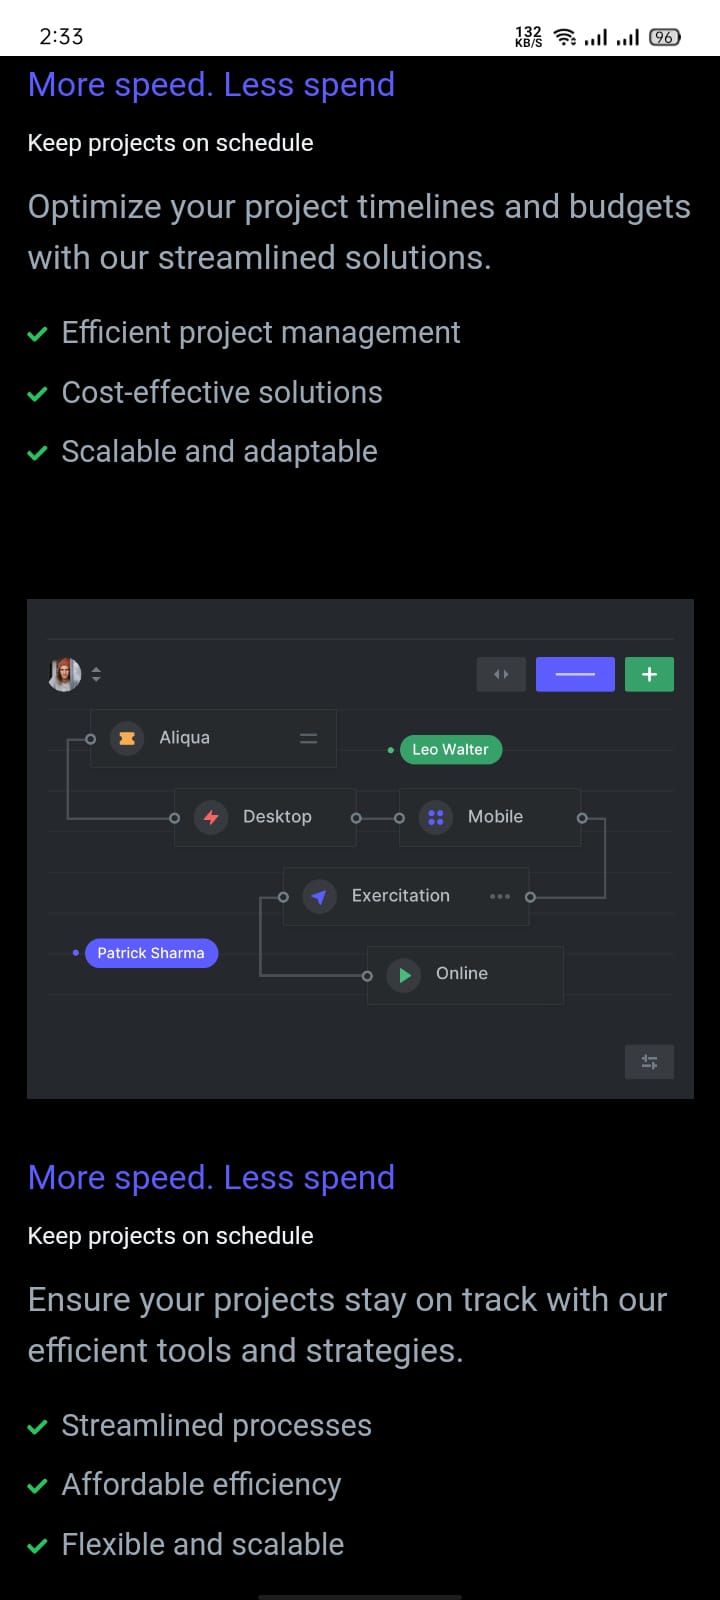 2:33
132
KB/S
96
More speed. Less spend
Keep projects on schedule
Optimize your project timelines and budgets
with our streamlined solutions.
Efficient project management
Cost-effective solutions
Scalable and adaptable
Aliqua
Leo Walter
Desktop
Mobile
Exercitation
Patrick Sharma
Online
More speed. Less spend
Keep projects on schedule
Ensure your projects stay on track with our
efficient tools and strategies.
Streamlined processes
Affordable efficiency
Flexible and scalable